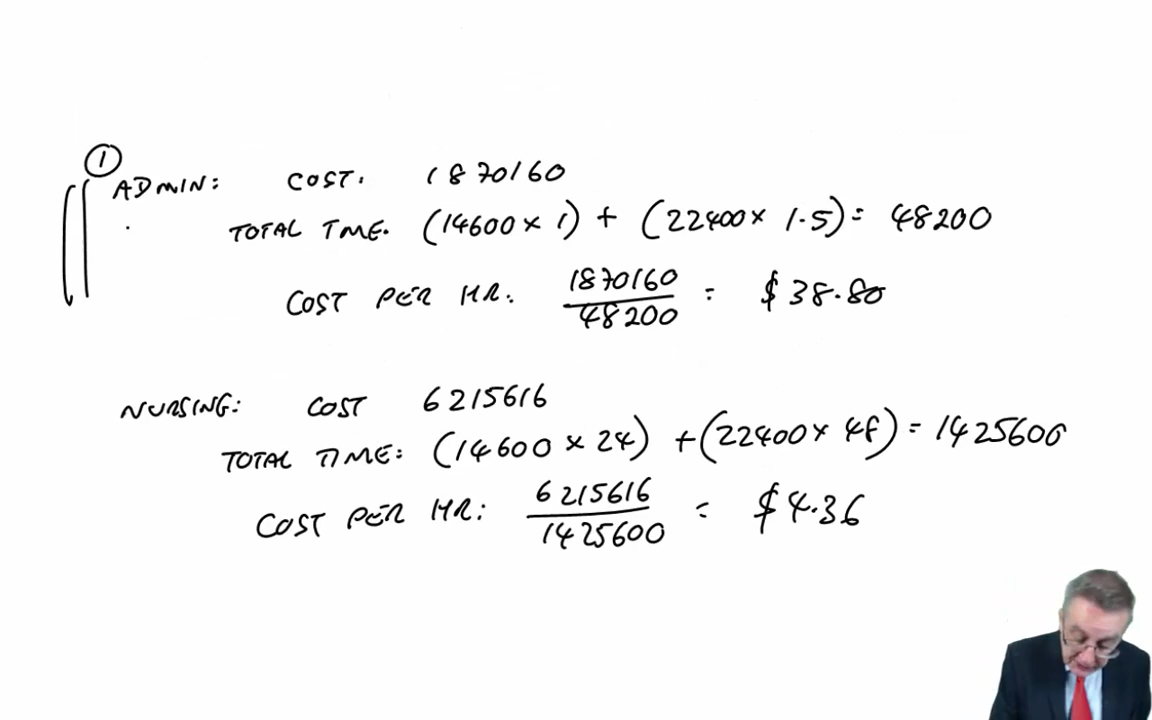 ①
ADMIN: COST. 1870160
TOTAL TME. (14600 × 1) + (22400 × 1.5) = 48200
COST PER HR: 1870160 / 48200 = $38.80
NURSING: COST 6215616
TOTAL TIME: (14600 × 24) + (22400 × 48) = 1425600
COST PER HR: 6215616 / 1425600 = $4.36